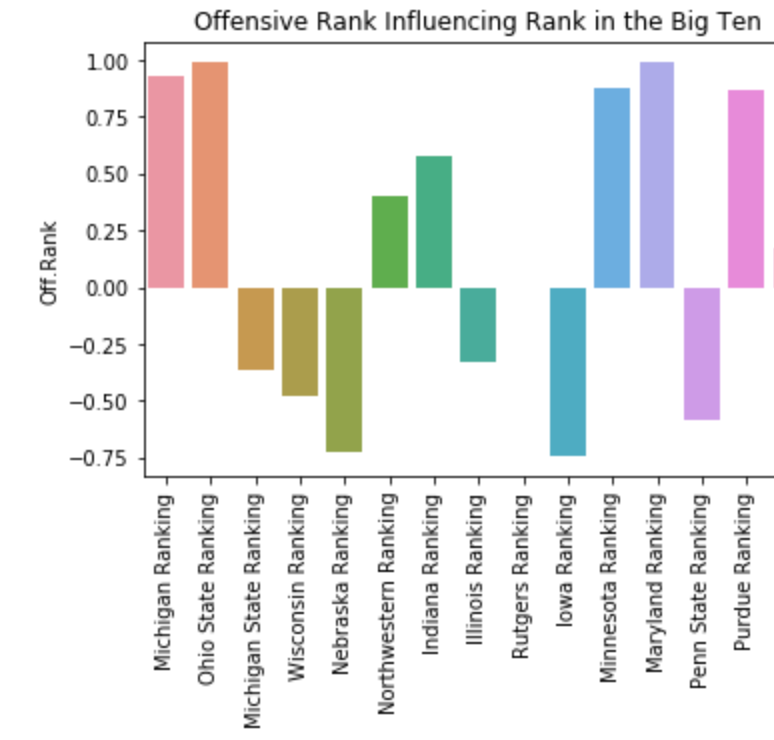 Offensive Rank Influencing Rank in the Big Ten
1.00
0.75
0.50
0.25
0.00
−0.25
−0.50
−0.75
Off.Rank
Michigan Ranking
Ohio State Ranking
Michigan State Ranking
Wisconsin Ranking
Nebraska Ranking
Northwestern Ranking
Indiana Ranking
Illinois Ranking
Rutgers Ranking
Iowa Ranking
Minnesota Ranking
Maryland Ranking
Penn State Ranking
Purdue Ranking